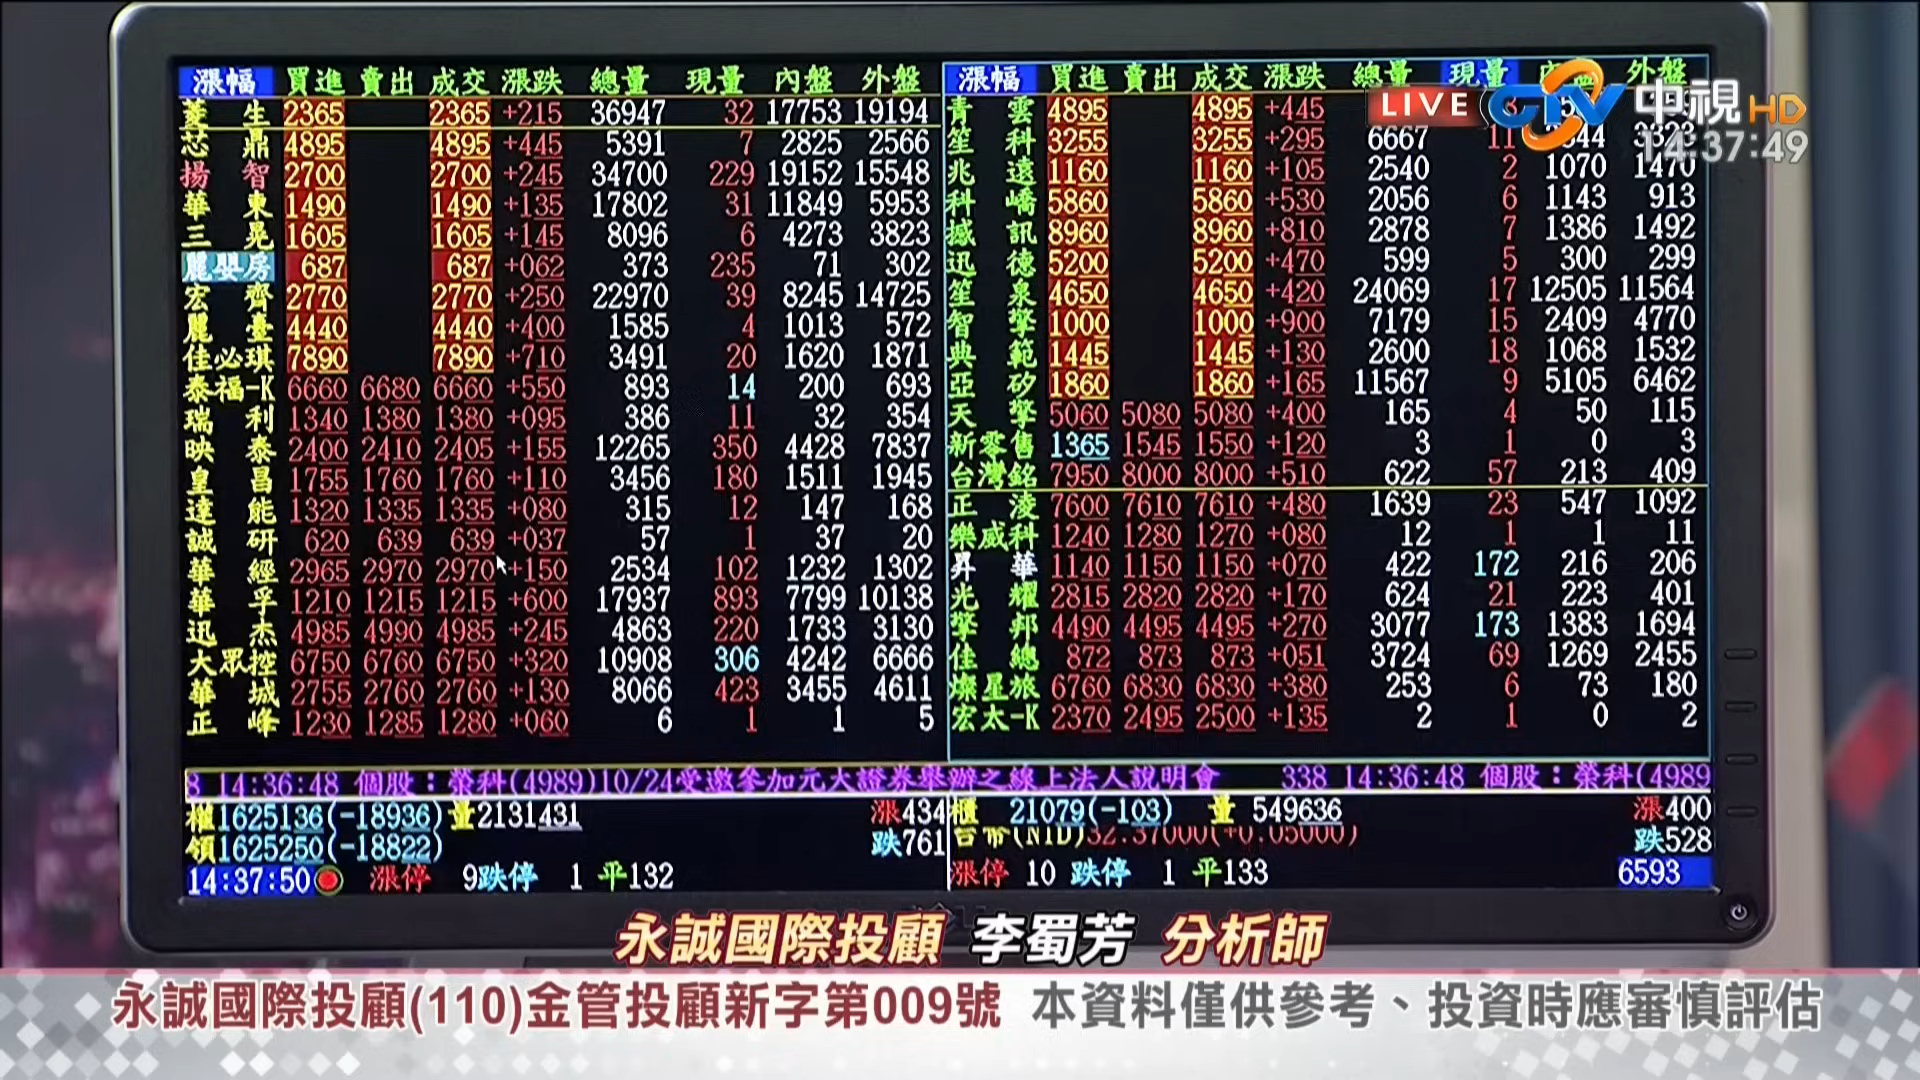 漲幅 買進 賣出 成交 漲跌 總量 現量 內盤 外盤
菱生 2365 2365 +215 36947 32 17753 19194
芯鼎 4895 4895 +445 5391 7 2825 2566
揚智 2700 2700 +245 34700 229 19152 15548
華東 1490 1490 +135 17802 31 11849 5953
三晃 1605 1605 +145 8096 6 4273 3823
麗嬰房 687 687 +062 373 235 71 302
宏齊 2770 2770 +250 22970 39 8245 14725
麗臺 4440 4440 +400 1585 4 1013 572
佳必琪 7890 7890 +710 3491 20 1620 1871
泰福-K 6660 6680 6660 +550 893 14 200 693
瑞利 1340 1380 1380 +095 386 11 32 354
映泰 2400 2410 2405 +155 12265 350 4428 7837
皇昌 1755 1760 1760 +110 3456 180 1511 1945
達能 1320 1335 1335 +080 315 12 147 168
誠研 620 639 639 +037 57 1 37 20
華經 2965 2970 2970 +150 2534 102 1232 1302
華孚 1210 1215 1215 +600 17937 893 7799 10138
迅杰 4985 4990 4985 +245 4863 220 1733 3130
大眾控 6750 6760 6750 +320 10908 306 4242 6666
華城 2755 2760 2760 +130 8066 423 3455 4611
正峰 1230 1285 1280 +060 6 1 1 5
漲幅 買進 賣出 成交 漲跌 總量 現量 外盤
青雲 4895 4895 +445
笙科 3255 3255 +295 6667 11 3323
兆遠 1160 1160 +105 2540 2 1070 1470
科嶠 5860 5860 +530 2056 6 1143 913
撼訊 8960 8960 +810 2878 7 1386 1492
迅德 5200 5200 +470 599 5 300 299
笙泉 4650 4650 +420 24069 17 12505 11564
智擎 1000 1000 +900 7179 15 2409 4770
典範 1445 1445 +130 2600 18 1068 1532
亞矽 1860 1860 +165 11567 9 5105 6462
天擎 5060 5080 5080 +400 165 4 50 115
新零售 1365 1545 1550 +120 3 1 0 3
台灣銘 7950 8000 8000 +510 622 57 213 409
正淩 7600 7610 7610 +480 1639 23 547 1092
樂威科 1240 1280 1270 +080 12 1 1 11
昇華 1140 1150 1150 +070 422 172 216 206
光耀 2815 2820 2820 +170 624 21 223 401
擎邦 4490 4495 4495 +270 3077 173 1383 1694
佳總 872 873 873 +051 3724 69 1269 2455
燦星旅 6760 6830 6830 +380 253 6 73 180
宏太-K 2370 2495 2500 +135 2 1 0 2
LIVE CTV 中視HD
14:37:49
8 14:36:48 個股：榮科(4989)10/24受邀參加元大證券舉辦之線上法人說明會 338 14:36:48 個股：榮科(4989
櫃1625136(-18936)量2131431 漲434
領1625250(-18822) 跌761
14:37:50 漲停 9跌停 1 平132
櫃 21079(-103) 量 549636 漲400
台幣(NTD)32.37000(+0.05000) 跌528
漲停 10 跌停 1 平133 6593
永誠國際投顧 李蜀芳 分析師
永誠國際投顧(110)金管投顧新字第009號 本資料僅供參考、投資時應審慎評估